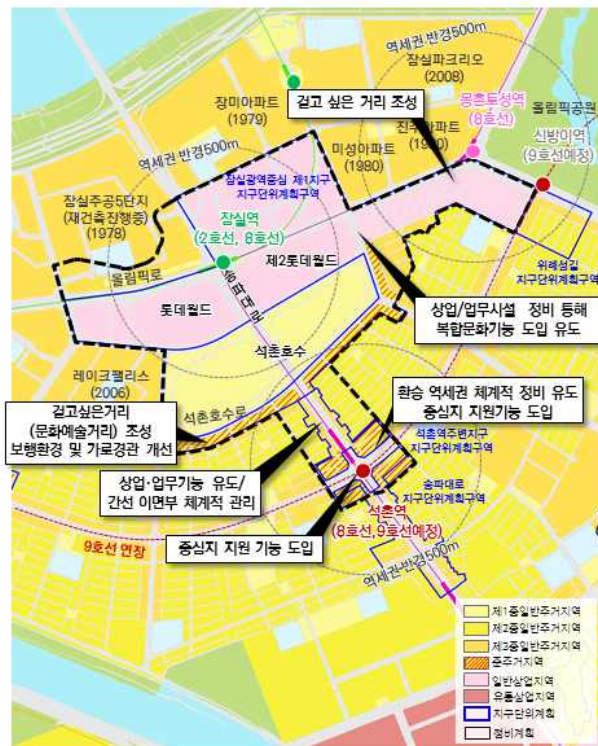 역세권·반경500m
잠실파크리오
(2008)
장미아파트
(1979)
걷고 싶은 거리 조성
몽촌토성역
(8호선)
올림픽공원
신방이역
(9호선예정)
진주아파트
미성아파트
(1980)
역세권·반경500m
잠실광역중심 제1지구
지구단위계획구역
잠실주공5단지
(재건축진행중)
(1978)
잠실역
(2호선, 8호선)
제2롯데월드
올림픽로
송파대로
위례성길
지구단위계획구역
롯데월드
상업/업무시설 정비 통해
복합문화기능 도입 유도
석촌호수
레이크팰리스
(2006)
석촌호수로
환승 역세권 체계적 정비 유도
중심지 지원기능 도입
걷고싶은거리
(문화예술거리) 조성
보행환경 및 가로경관 개선
석촌역주변지구
지구단위계획구역
상업·업무기능 유도/
간선 이면부 체계적 관리
송파대로
지구단위계획구역
석촌역
(8호선,9호선예정)
중심지 지원 기능 도입
9호선 연장
역세권·반경500m
제1종일반주거지역
제2종일반주거지역
제3종일반주거지역
준주거지역
일반상업지역
유통상업지역
지구단위계획
정비계획